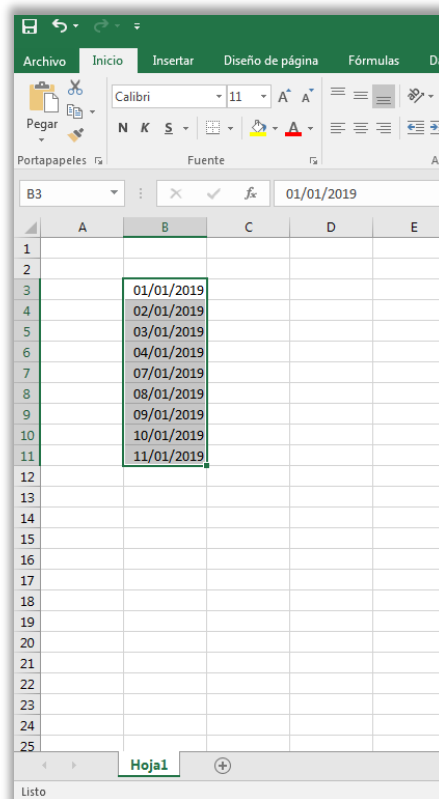 Archivo Inicio Insertar Diseño de página Fórmulas D
Pegar
Calibri 11 A A
N K S A
Portapapeles Fuente A
B3 fx 01/01/2019
A B C D E
1
2
3 01/01/2019
4 02/01/2019
5 03/01/2019
6 04/01/2019
7 07/01/2019
8 08/01/2019
9 09/01/2019
10 10/01/2019
11 11/01/2019
12
13
14
15
16
17
18
19
20
21
22
23
24
25
Hoja1
Listo